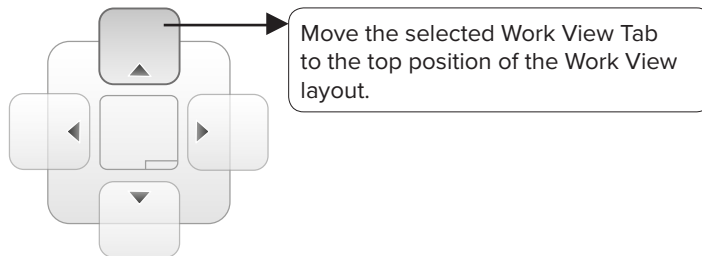 Move the selected Work View Tab
to the top position of the Work View
layout.